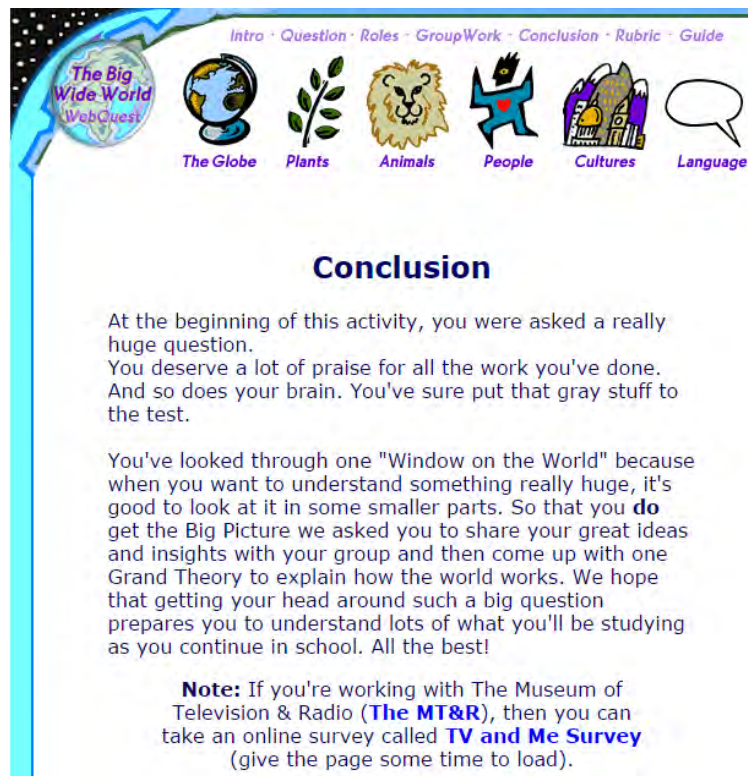 Intro · Question · Roles · GroupWork · Conclusion · Rubric · Guide
The Big
Wide World
WebQuest
The Globe Plants Animals People Cultures Language
Conclusion
At the beginning of this activity, you were asked a really
huge question.
You deserve a lot of praise for all the work you've done.
And so does your brain. You've sure put that gray stuff to
the test.
You've looked through one "Window on the World" because
when you want to understand something really huge, it's
good to look at it in some smaller parts. So that you do
get the Big Picture we asked you to share your great ideas
and insights with your group and then come up with one
Grand Theory to explain how the world works. We hope
that getting your head around such a big question
prepares you to understand lots of what you'll be studying
as you continue in school. All the best!
Note: If you're working with The Museum of
Television & Radio (The MT&R), then you can
take an online survey called TV and Me Survey
(give the page some time to load).